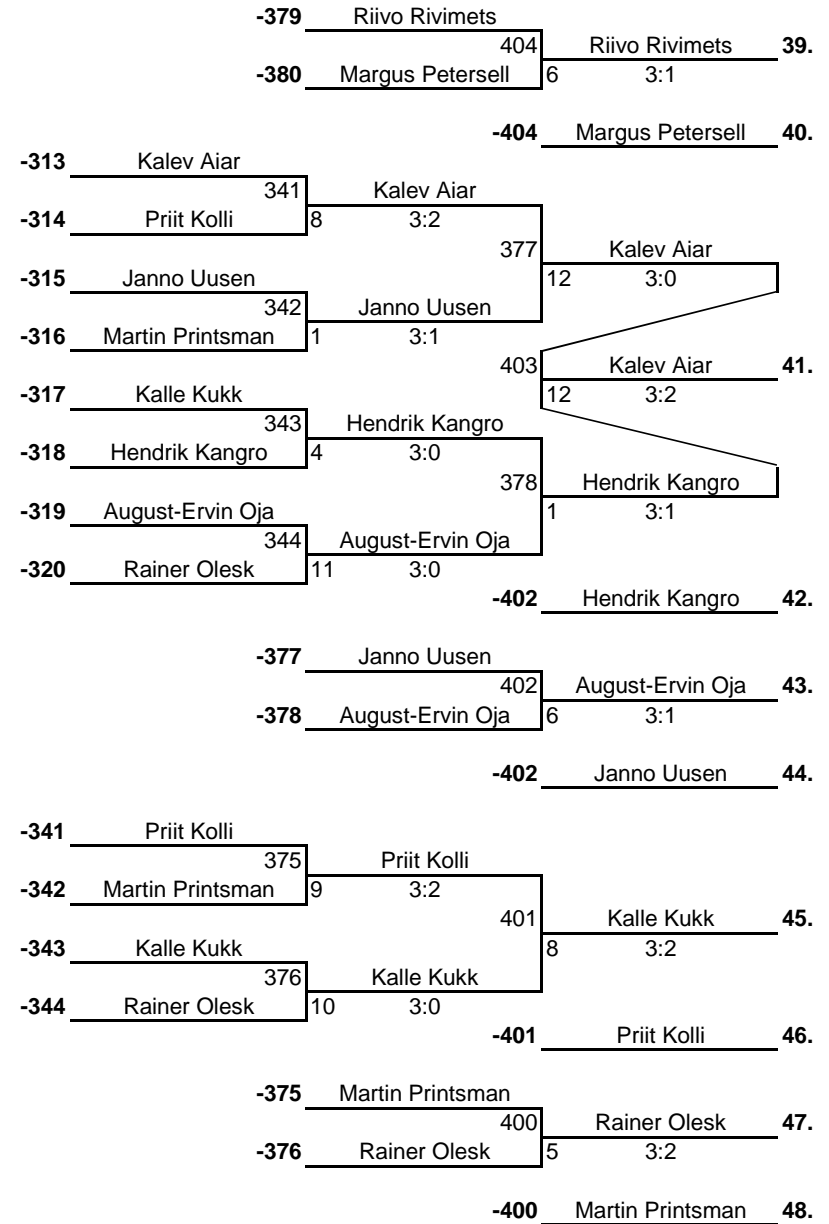 -379 Riivo Rivimets
404 Riivo Rivimets 39.
-380 Margus Petersell 6 3:1
-404 Margus Petersell 40.
-313 Kalev Aiar
341 Kalev Aiar
-314 Priit Kolli 8 3:2
377 Kalev Aiar
-315 Janno Uusen 12 3:0
342 Janno Uusen
-316 Martin Printsman 1 3:1
403 Kalev Aiar 41.
-317 Kalle Kukk 12 3:2
343 Hendrik Kangro
-318 Hendrik Kangro 4 3:0
378 Hendrik Kangro
-319 August-Ervin Oja 1 3:1
344 August-Ervin Oja
-320 Rainer Olesk 11 3:0
-402 Hendrik Kangro 42.
-377 Janno Uusen
402 August-Ervin Oja 43.
-378 August-Ervin Oja 6 3:1
-402 Janno Uusen 44.
-341 Priit Kolli
375 Priit Kolli
-342 Martin Printsman 9 3:2
401 Kalle Kukk 45.
-343 Kalle Kukk 8 3:2
376 Kalle Kukk
-344 Rainer Olesk 10 3:0
-401 Priit Kolli 46.
-375 Martin Printsman
400 Rainer Olesk 47.
-376 Rainer Olesk 5 3:2
-400 Martin Printsman 48.